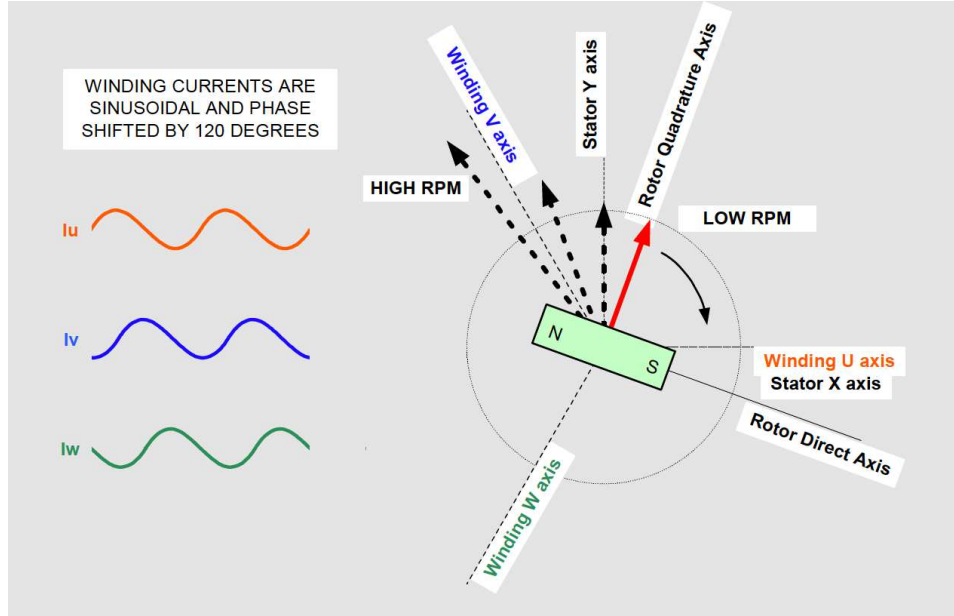 WINDING CURRENTS ARE
SINUSOIDAL AND PHASE
SHIFTED BY 120 DEGREES
Iu
Iv
Iw
Winding V axis
Stator Y axis
Rotor Quadrature Axis
HIGH RPM
LOW RPM
N
S
Winding U axis
Stator X axis
Rotor Direct Axis
Winding W axis